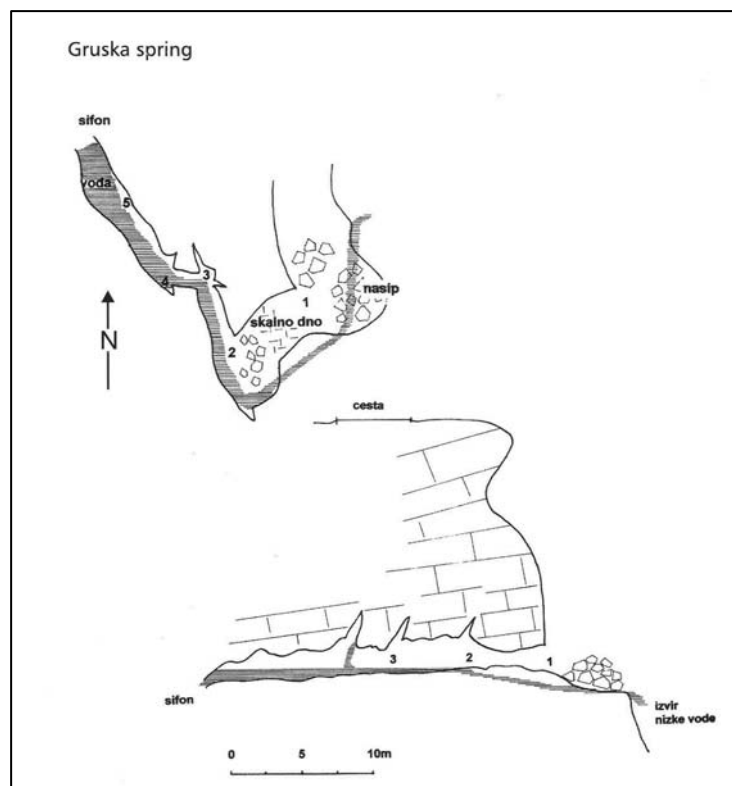 Gruska spring
sifon
voda
5
4
3
N
1
nasip
skalno dno
2
cesta
3
2
1
sifon
izvir
nizke vode
0 5 10m